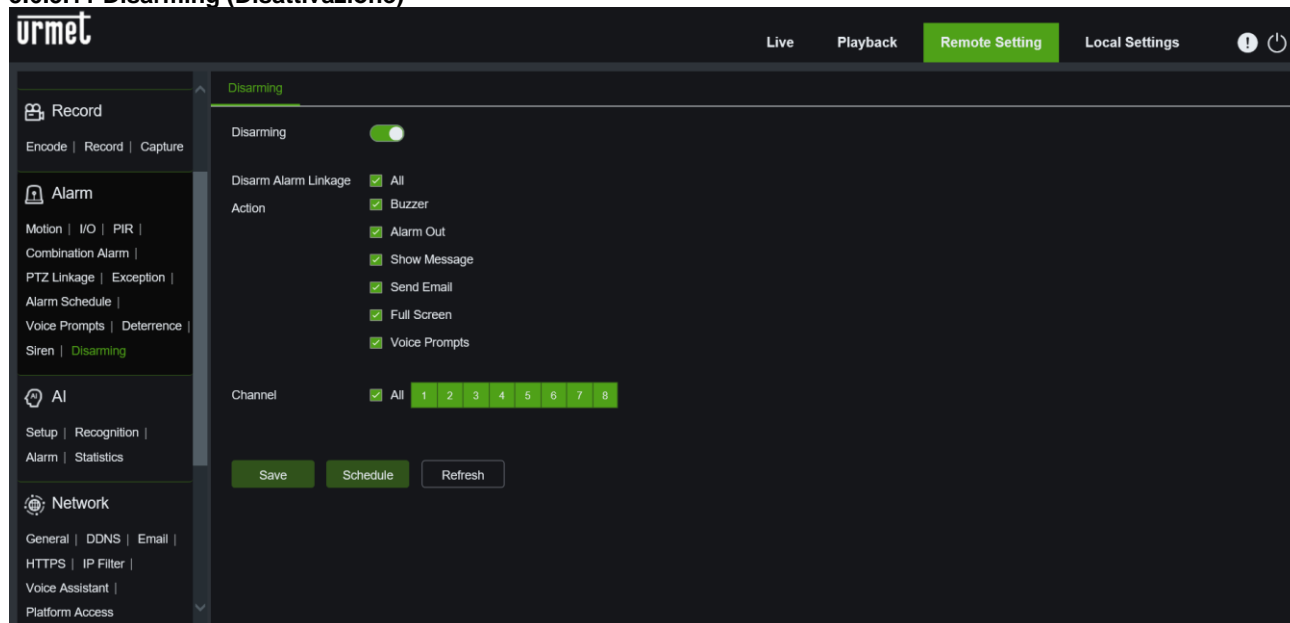 Disarming (Disattivazione)
urmet
Live Playback Remote Setting Local Settings
Record
Encode | Record | Capture
Alarm
Motion | I/O | PIR |
Combination Alarm |
PTZ Linkage | Exception |
Alarm Schedule |
Voice Prompts | Deterrence |
Siren | Disarming
AI
Setup | Recognition |
Alarm | Statistics
Network
General | DDNS | Email |
HTTPS | IP Filter |
Voice Assistant |
Platform Access
Disarming
Disarming
Disarm Alarm Linkage
Action
All
Buzzer
Alarm Out
Show Message
Send Email
Full Screen
Voice Prompts
Channel All 1 2 3 4 5 6 7 8
Save Schedule Refresh